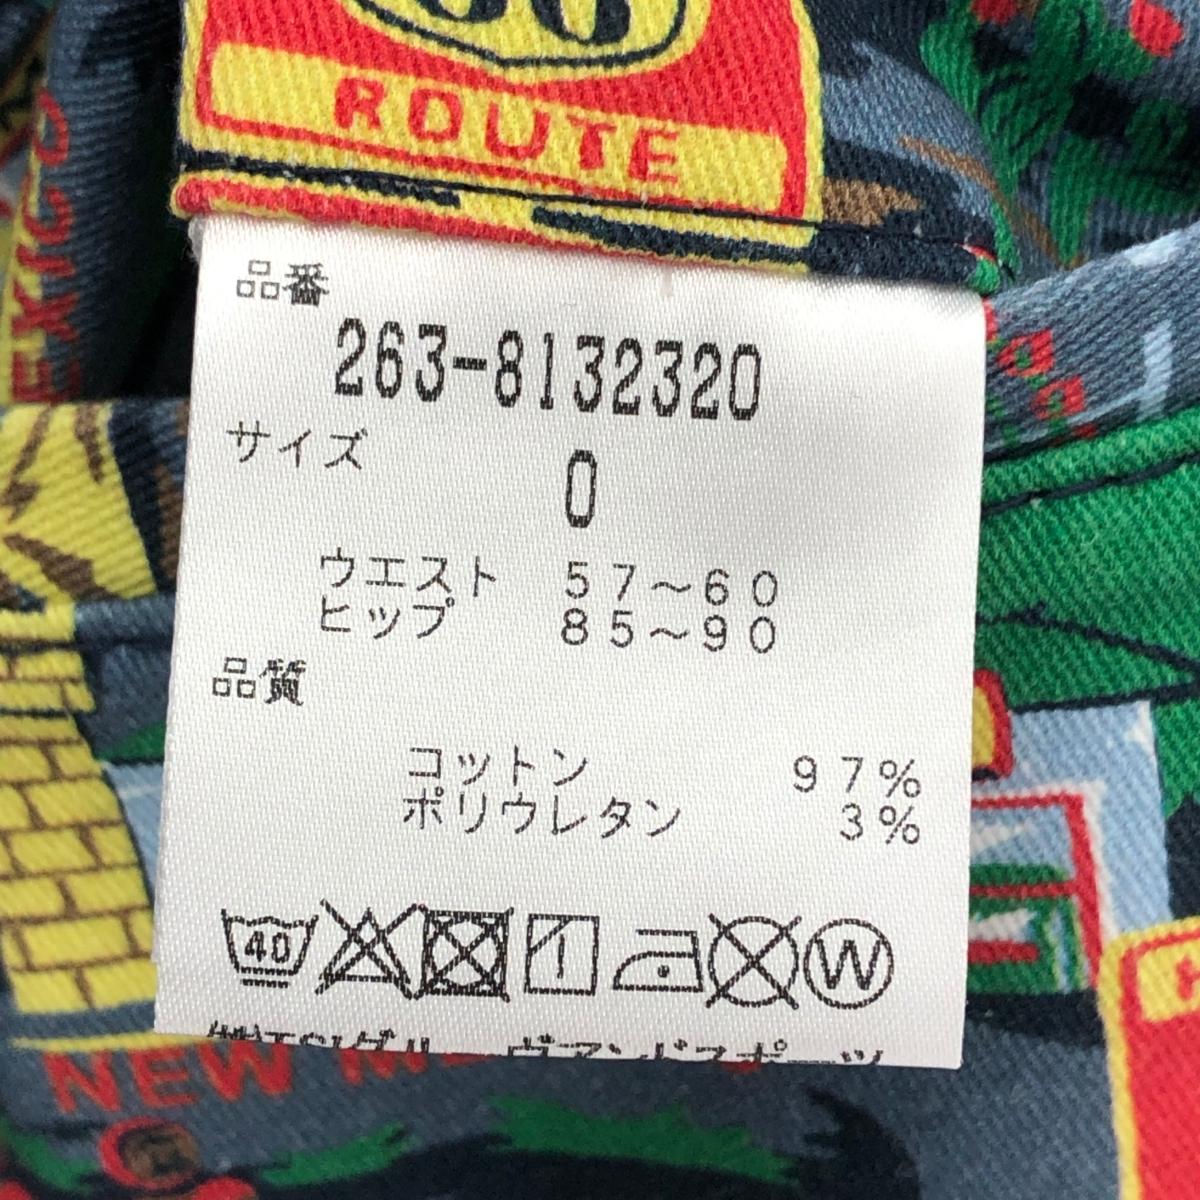 66
ROUTE
品番
263-8132320
サイズ
0
ウエスト 57～60
ヒップ 85～90
品質
コットン 97%
ポリウレタン 3%
40
W
NEW